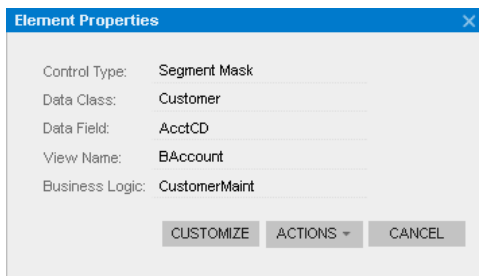 Element Properties
Control Type: Segment Mask
Data Class: Customer
Data Field: AcctCD
View Name: BAccount
Business Logic: CustomerMaint
CUSTOMIZE ACTIONS CANCEL